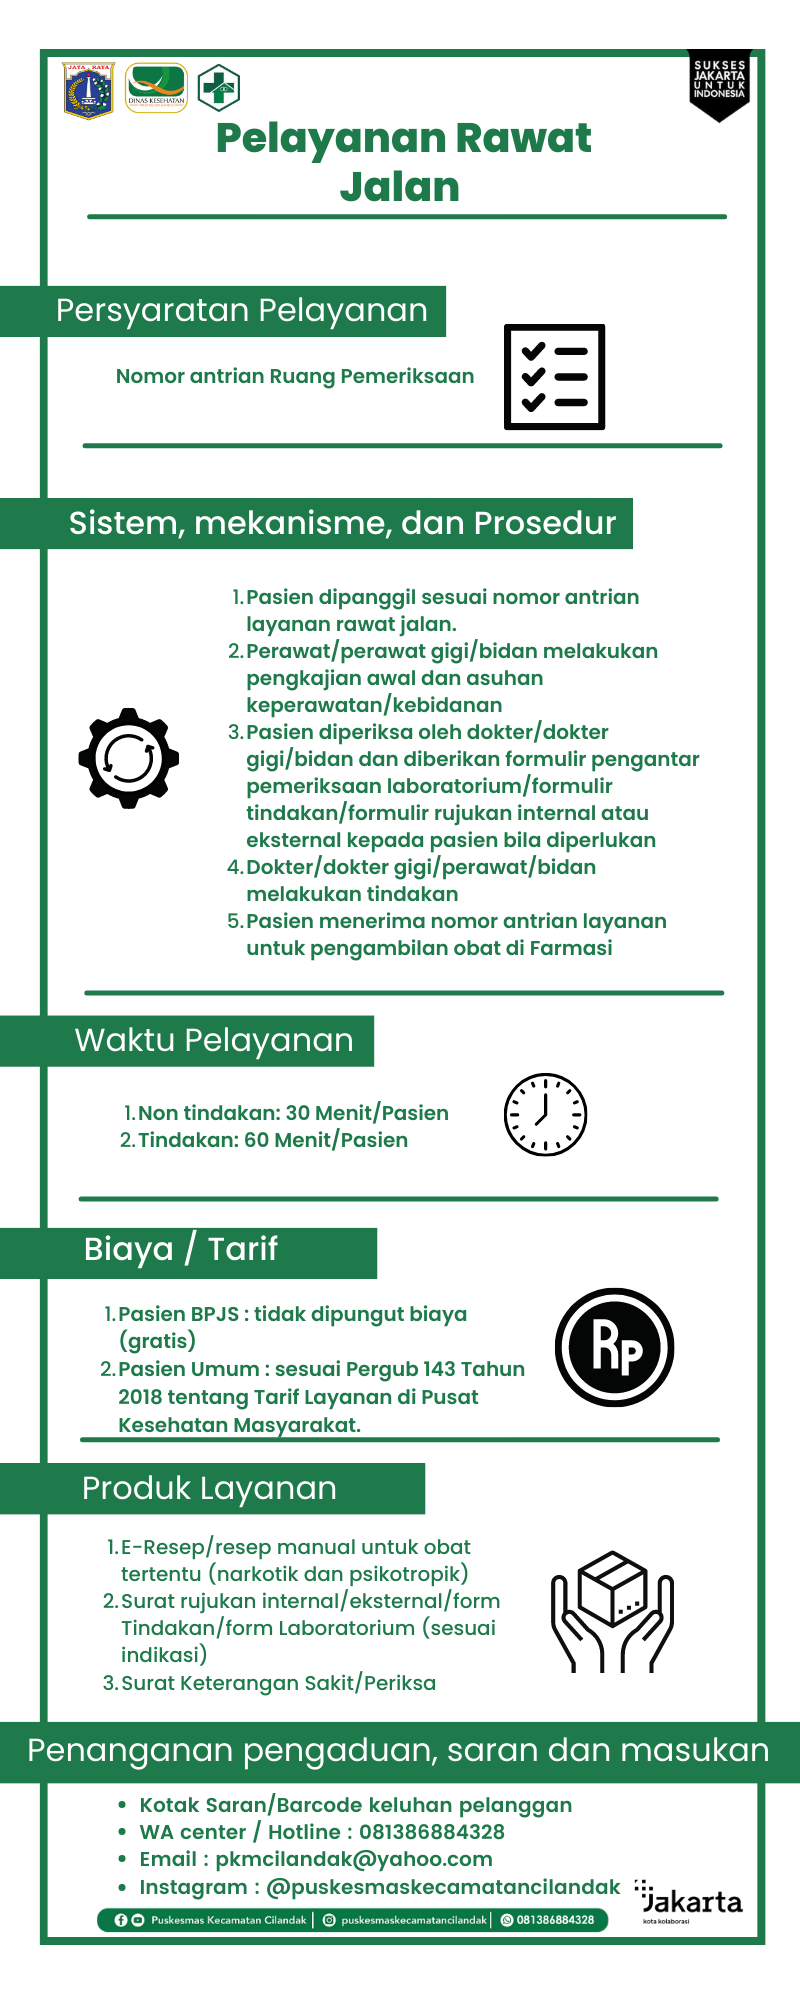 JAYA RAYA
DINAS KESEHATAN
SUKSES
JAKARTA
UNTUK
INDONESIA
Pelayanan Rawat
Jalan
Persyaratan Pelayanan
Nomor antrian Ruang Pemeriksaan
Sistem, mekanisme, dan Prosedur
1. Pasien dipanggil sesuai nomor antrian
layanan rawat jalan.
2. Perawat/perawat gigi/bidan melakukan
pengkajian awal dan asuhan
keperawatan/kebidanan
3. Pasien diperiksa oleh dokter/dokter
gigi/bidan dan diberikan formulir pengantar
pemeriksaan laboratorium/formulir
tindakan/formulir rujukan internal atau
eksternal kepada pasien bila diperlukan
4. Dokter/dokter gigi/perawat/bidan
melakukan tindakan
5. Pasien menerima nomor antrian layanan
untuk pengambilan obat di Farmasi
Waktu Pelayanan
1. Non tindakan: 30 Menit/Pasien
2. Tindakan: 60 Menit/Pasien
Biaya / Tarif
1. Pasien BPJS : tidak dipungut biaya
(gratis)
2. Pasien Umum : sesuai Pergub 143 Tahun
2018 tentang Tarif Layanan di Pusat
Kesehatan Masyarakat.
Rp
Produk Layanan
1. E-Resep/resep manual untuk obat
tertentu (narkotik dan psikotropik)
2. Surat rujukan internal/eksternal/form
Tindakan/form Laboratorium (sesuai
indikasi)
3. Surat Keterangan Sakit/Periksa
Penanganan pengaduan, saran dan masukan
• Kotak Saran/Barcode keluhan pelanggan
• WA center / Hotline : 081386884328
• Email : pkmcilandak@yahoo.com
• Instagram : @puskesmaskecamatancilandak
Jakarta
kota kolaborasi
Puskesmas Kecamatan Cilandak | puskesmaskecamatancilandak | 081386884328